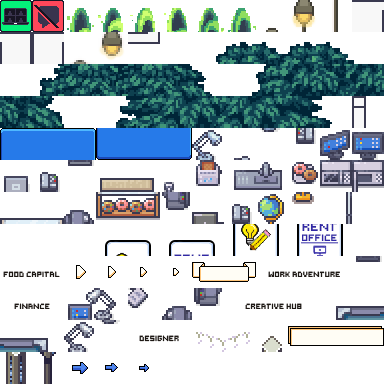 RENT
OFFICE
FOOD CAPITAL
WORK ADVENTURE
FINANCE
CREATIVE HUB
DESIGNER